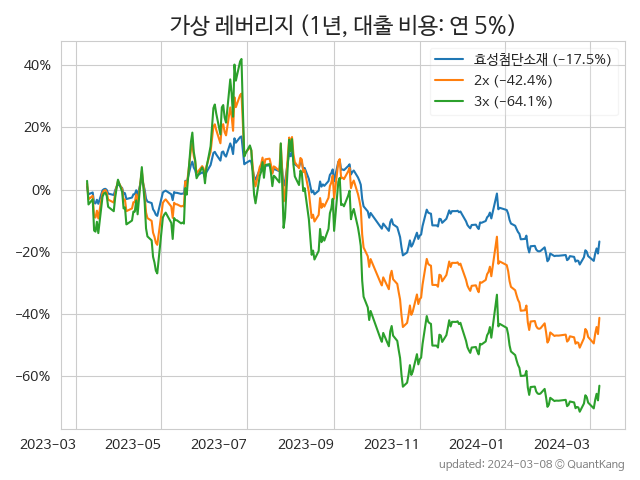 가상 레버리지 (1년, 대출 비용: 연 5%)
효성첨단소재 (−17.5%)
2x (−42.4%)
3x (−64.1%)
40%
20%
0%
−20%
−40%
−60%
2023-03 2023-05 2023-07 2023-09 2023-11 2024-01 2024-03
updated: 2024-03-08 © QuantKang